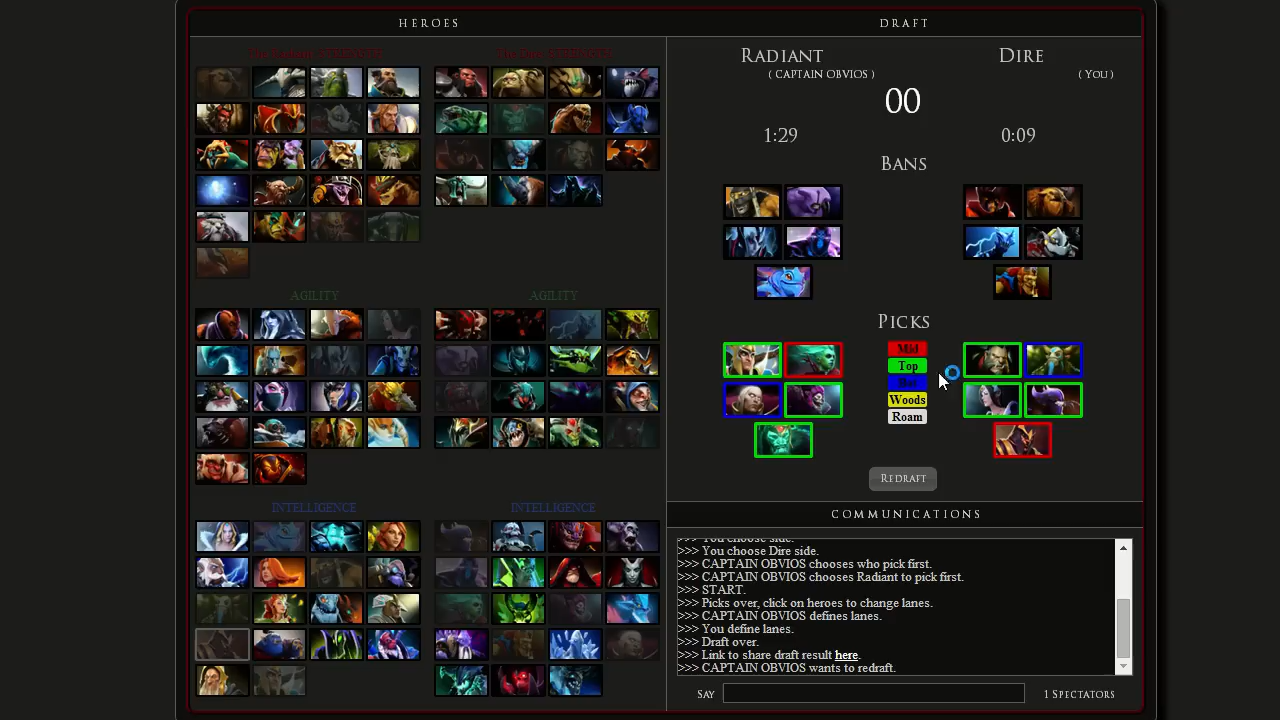 HEROES
DRAFT
RADIANT
DIRE
( CAPTAIN OBVIOS )
( YOU )
00
1:29
0:09
BANS
AGILITY
AGILITY
PICKS
Mid
Top
Bot
Woods
Roam
REDRAFT
INTELLIGENCE
INTELLIGENCE
COMMUNICATIONS
>>> You choose side.
>>> You choose Dire side.
>>> CAPTAIN OBVIOS chooses who pick first.
>>> CAPTAIN OBVIOS chooses Radiant to pick first.
>>> START.
>>> Picks over, click on heroes to change lanes.
>>> CAPTAIN OBVIOS defines lanes.
>>> You define lanes.
>>> Draft over.
>>> Link to share draft result here.
>>> CAPTAIN OBVIOS wants to redraft.
SAY
1 SPECTATORS